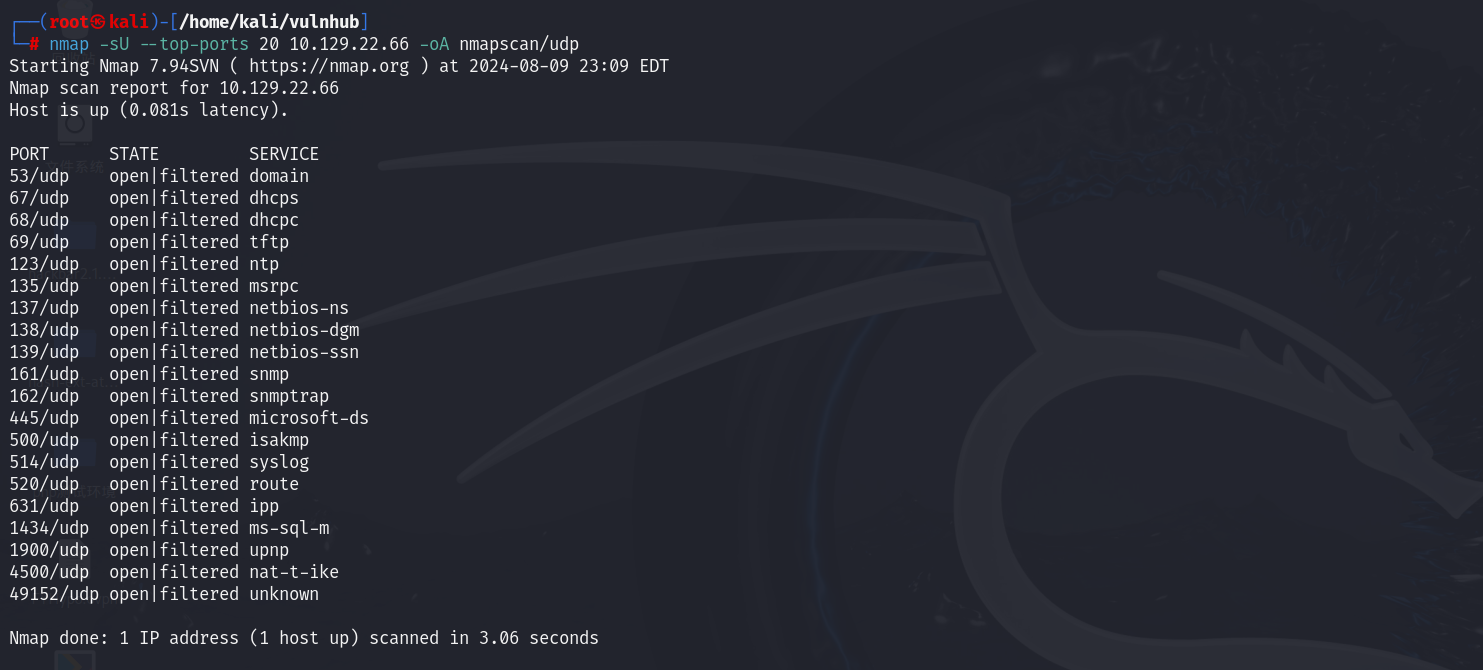 ┌──(root㉿kali)-[/home/kali/vulnhub]
└─# nmap -sU --top-ports 20 10.129.22.66 -oA nmapscan/udp
Starting Nmap 7.94SVN ( https://nmap.org ) at 2024-08-09 23:09 EDT
Nmap scan report for 10.129.22.66
Host is up (0.081s latency).

PORT      STATE         SERVICE
53/udp    open|filtered domain
67/udp    open|filtered dhcps
68/udp    open|filtered dhcpc
69/udp    open|filtered tftp
123/udp   open|filtered ntp
135/udp   open|filtered msrpc
137/udp   open|filtered netbios-ns
138/udp   open|filtered netbios-dgm
139/udp   open|filtered netbios-ssn
161/udp   open|filtered snmp
162/udp   open|filtered snmptrap
445/udp   open|filtered microsoft-ds
500/udp   open|filtered isakmp
514/udp   open|filtered syslog
520/udp   open|filtered route
631/udp   open|filtered ipp
1434/udp  open|filtered ms-sql-m
1900/udp  open|filtered upnp
4500/udp  open|filtered nat-t-ike
49152/udp open|filtered unknown

Nmap done: 1 IP address (1 host up) scanned in 3.06 seconds